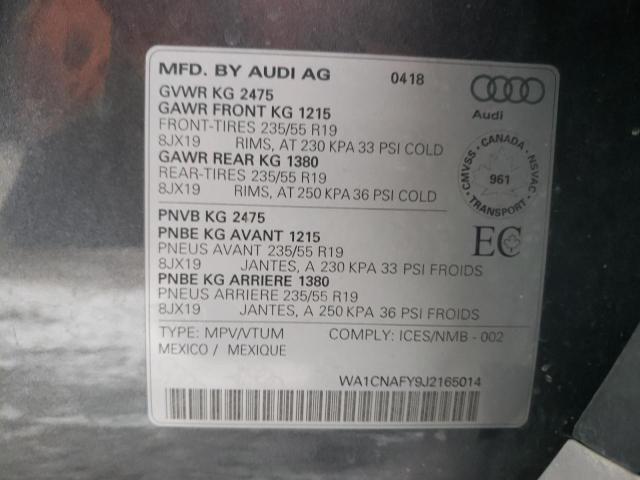 MFD. BY AUDI AG 0418
Audi
GVWR KG 2475
GAWR FRONT KG 1215
FRONT-TIRES 235/55 R19
8JX19 RIMS, AT 230 KPA 33 PSI COLD
GAWR REAR KG 1380
REAR-TIRES 235/55 R19
8JX19 RIMS, AT 250 KPA 36 PSI COLD
CMVSS - CANADA - NSVAC - TRANSPORT
961
PNVB KG 2475
PNBE KG AVANT 1215
PNEUS AVANT 235/55 R19
8JX19 JANTES, A 230 KPA 33 PSI FROIDS
PNBE KG ARRIERE 1380
PNEUS ARRIERE 235/55 R19
8JX19 JANTES, A 250 KPA 36 PSI FROIDS
EC
TYPE: MPV/VTUM COMPLY: ICES/NMB - 002
MEXICO / MEXIQUE
WA1CNAFY9J2165014